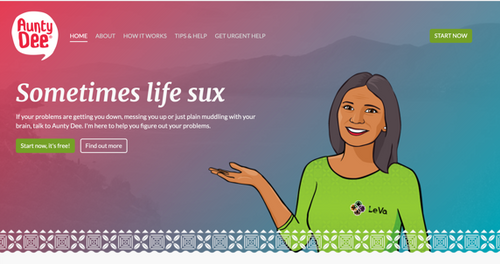 Aunty
Dee
HOME ABOUT HOW IT WORKS TIPS & HELP GET URGENT HELP START NOW
Sometimes life sux
If your problems are getting you down, messing you up or just plain muddling with your
brain, talk to Aunty Dee. I'm here to help you figure out your problems.
Start now, it's free! Find out more
LeVa